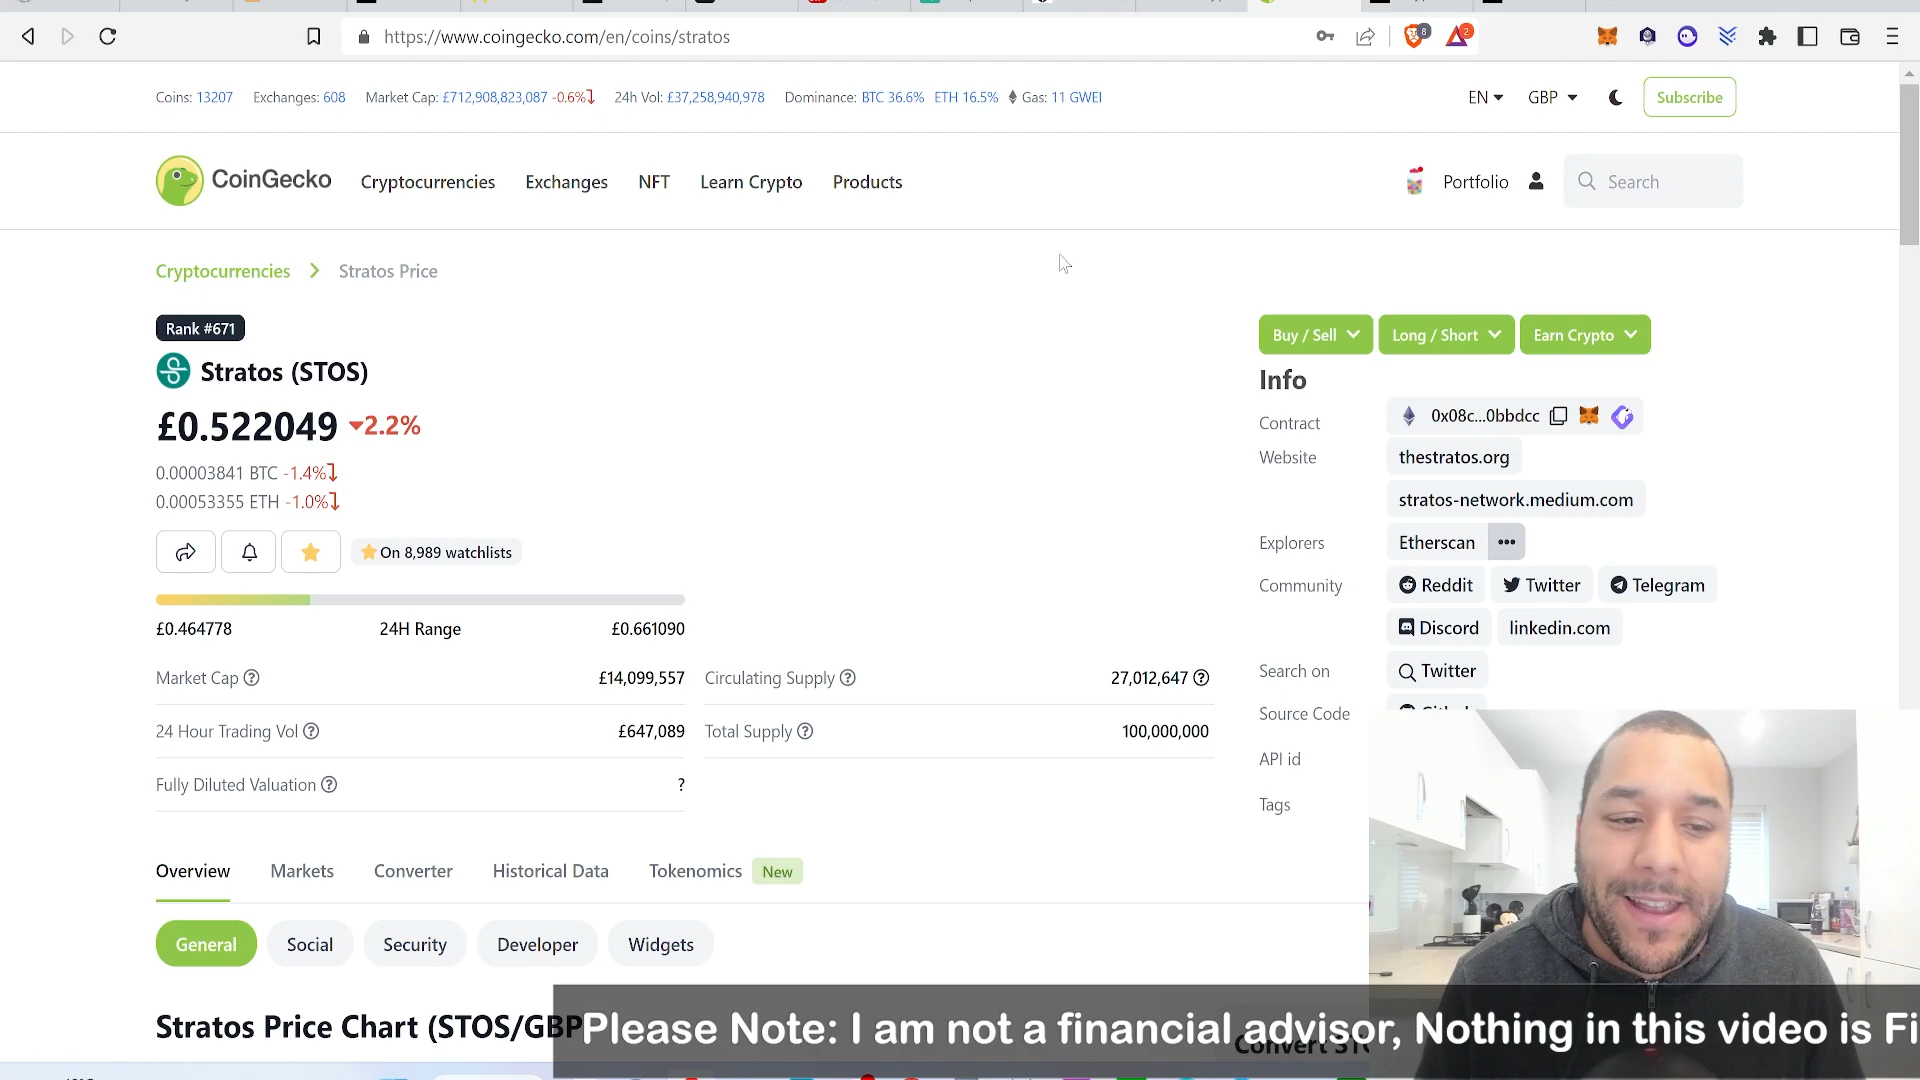 https://www.coingecko.com/en/coins/stratos
8
2
Coins: 13207 Exchanges: 608 Market Cap: £712,908,823,087 -0.6% 24h Vol: £37,258,940,978 Dominance: BTC 36.6% ETH 16.5% Gas: 11 GWEI
EN GBP Subscribe
CoinGecko Cryptocurrencies Exchanges NFT Learn Crypto Products Portfolio Search
Cryptocurrencies Stratos Price
Rank #671
Stratos (STOS)
£0.522049 2.2%
0.00003841 BTC -1.4%
0.00053355 ETH -1.0%
On 8,989 watchlists
£0.464778 24H Range £0.661090
Market Cap £14,099,557 Circulating Supply 27,012,647
24 Hour Trading Vol £647,089 Total Supply 100,000,000
Fully Diluted Valuation ?
Buy / Sell Long / Short Earn Crypto
Info
Contract 0x08c...0bbdcc
Website thestratos.org
stratos-network.medium.com
Explorers Etherscan •••
Community Reddit Twitter Telegram
Discord linkedin.com
Search on Twitter
Source Code
API id
Tags
Overview Markets Converter Historical Data Tokenomics New
General Social Security Developer Widgets
Stratos Price Chart (STOS/GBP
Please Note: I am not a financial advisor, Nothing in this video is Fi